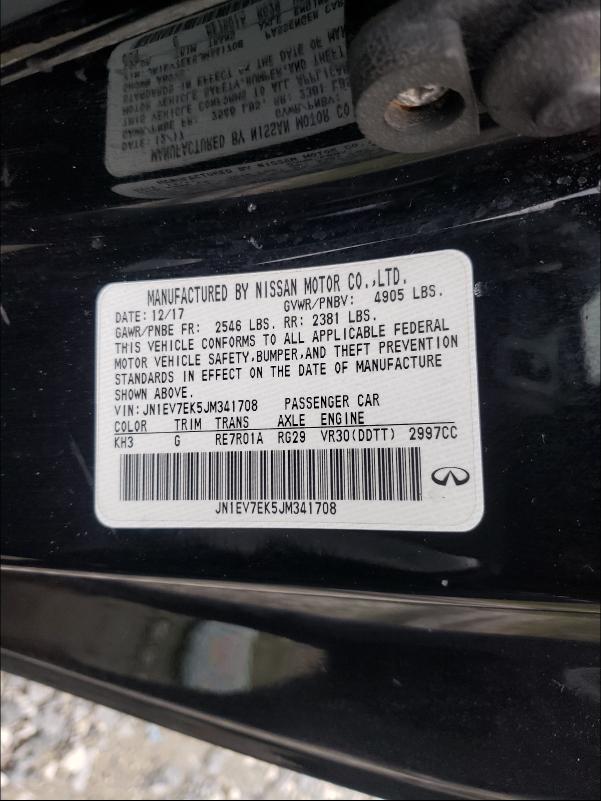 MANUFACTURED BY NISSAN MOTOR CO.,LTD.
DATE: 12/17 GVWR/PNBV: 4905 LBS.
GAWR/PNBE FR: 2546 LBS. RR: 2381 LBS.
THIS VEHICLE CONFORMS TO ALL APPLICABLE FEDERAL
MOTOR VEHICLE SAFETY,BUMPER,AND THEFT PREVENTION
STANDARDS IN EFFECT ON THE DATE OF MANUFACTURE
SHOWN ABOVE.
VIN: JN1EV7EK5JM341708 PASSENGER CAR
COLOR TRIM TRANS AXLE ENGINE
KH3 G RE7R01A RG29 VR30(DDTT) 2997CC
JN1EV7EK5JM341708